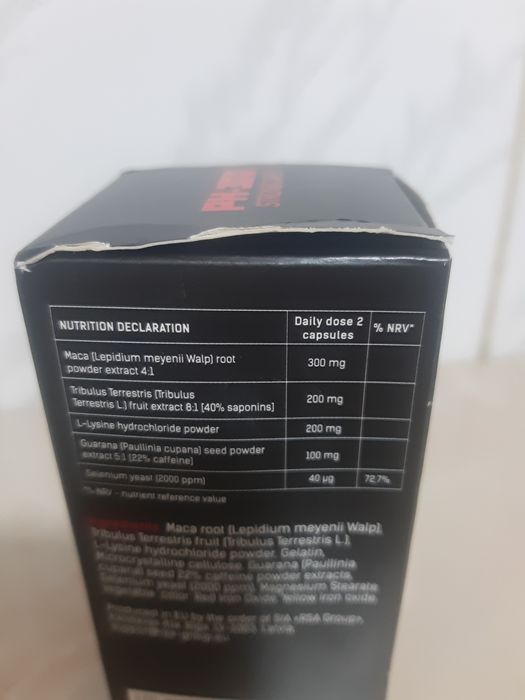 NUTRITION DECLARATION
Daily dose 2
capsules
% NRV*
Maca (Lepidium meyenii Walp) root
powder extract 4:1
300 mg
Tribulus Terrestris (Tribulus
Terrestris L.) fruit extract 8:1 [40% saponins]
200 mg
L-Lysine hydrochloride powder
200 mg
Guarana (Paullinia cupana) seed powder
extract 5:1 (22% caffeine)
100 mg
Selenium yeast (2000 ppm)
40 µg
72.7%
*% NRV - nutrient reference value
Ingredients: Maca root (Lepidium meyenii Walp),
Tribulus Terrestris fruit (Tribulus Terrestris L.),
L-Lysine hydrochloride powder, Gelatin,
Microcrystalline cellulose, Guarana (Paullinia
cupana) seed 22% caffeine powder extracts,
Selenium yeast (2000 ppm), Magnesium Stearate
Red Iron Oxide, Yellow iron oxide
Produced in EU by the order of SIA «RSA Group»